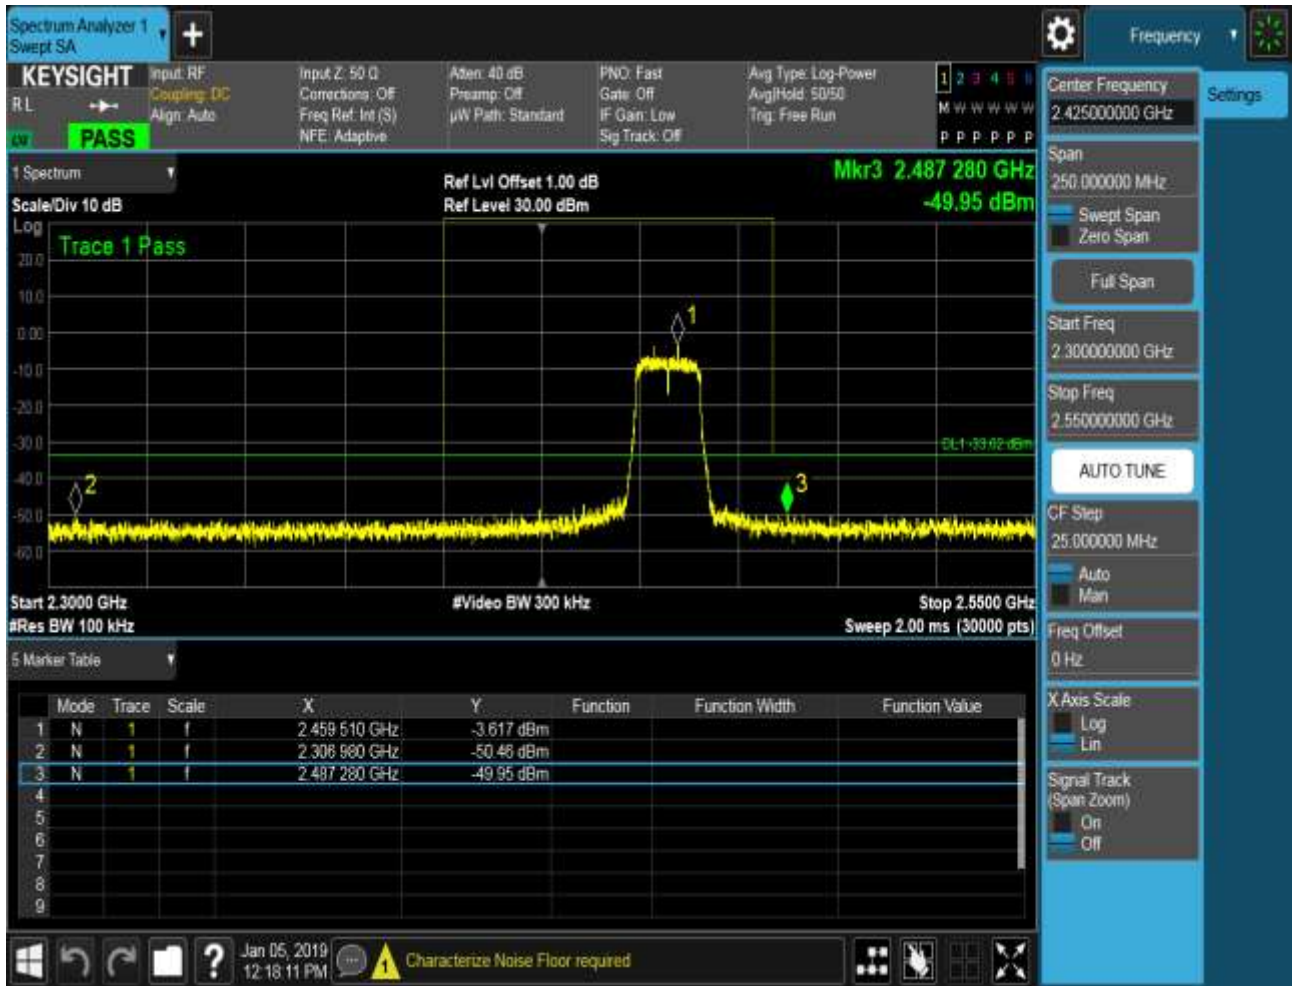 Spectrum Analyzer 1
Swept SA
Frequency
KEYSIGHT
RL
PASS
Input: RF
Coupling: DC
Align: Auto
Input Z: 50 Ω
Corrections: Off
Freq Ref: Int (S)
NFE: Adaptive
Atten: 40 dB
Preamp: Off
µW Path: Standard
PNO: Fast
Gate: Off
IF Gain: Low
Sig Track: Off
Avg Type: Log-Power
Avg|Hold: 50/50
Trig: Free Run
1 2 3 4 5 6
M W W W W W
P P P P P P
1 Spectrum
Scale/Div 10 dB
Ref Lvl Offset 1.00 dB
Ref Level 30.00 dBm
Mkr3 2.487 280 GHz
-49.95 dBm
Log
Trace 1 Pass
20.0
10.0
0.00
-10.0
-20.0
-30.0
-40.0
-50.0
-60.0
1
2
3
DL1 -33.62 dBm
Start 2.3000 GHz
#Video BW 300 kHz
Stop 2.5500 GHz
#Res BW 100 kHz
Sweep 2.00 ms (30000 pts)
5 Marker Table
Mode Trace Scale X Y Function Function Width Function Value
1 N 1 f 2.459 510 GHz -3.617 dBm
2 N 1 f 2.306 980 GHz -50.46 dBm
3 N 1 f 2.487 280 GHz -49.95 dBm
4
5
6
7
8
9
Jan 05, 2019
12:18:11 PM
1
Characterize Noise Floor required
?
Center Frequency
2.425000000 GHz
Settings
Span
250.000000 MHz
Swept Span
Zero Span
Full Span
Start Freq
2.300000000 GHz
Stop Freq
2.550000000 GHz
AUTO TUNE
CF Step
25.000000 MHz
Auto
Man
Freq Offset
0 Hz
X Axis Scale
Log
Lin
Signal Track
(Span Zoom)
On
Off